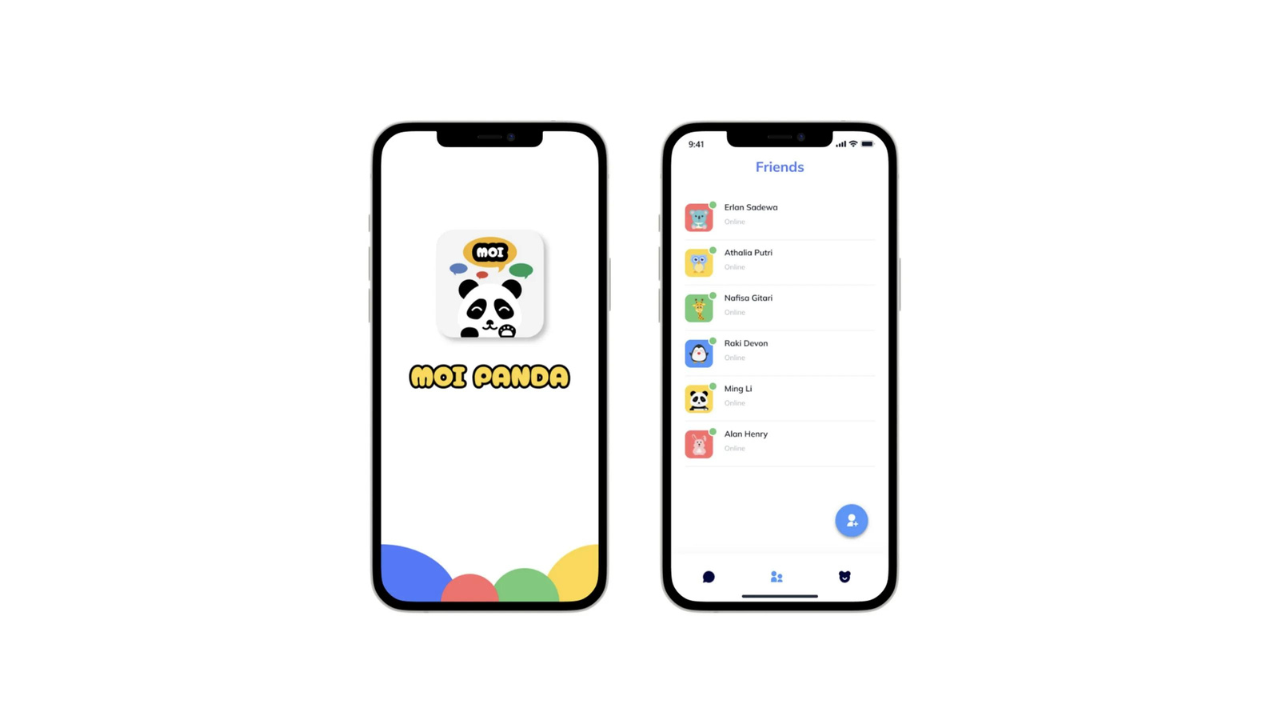 MOI
MOI PANDA
9:41
Friends
Erlan Sadewa
Online
Athalia Putri
Online
Nafisa Gitari
Online
Raki Devon
Online
Ming Li
Online
Alan Henry
Online